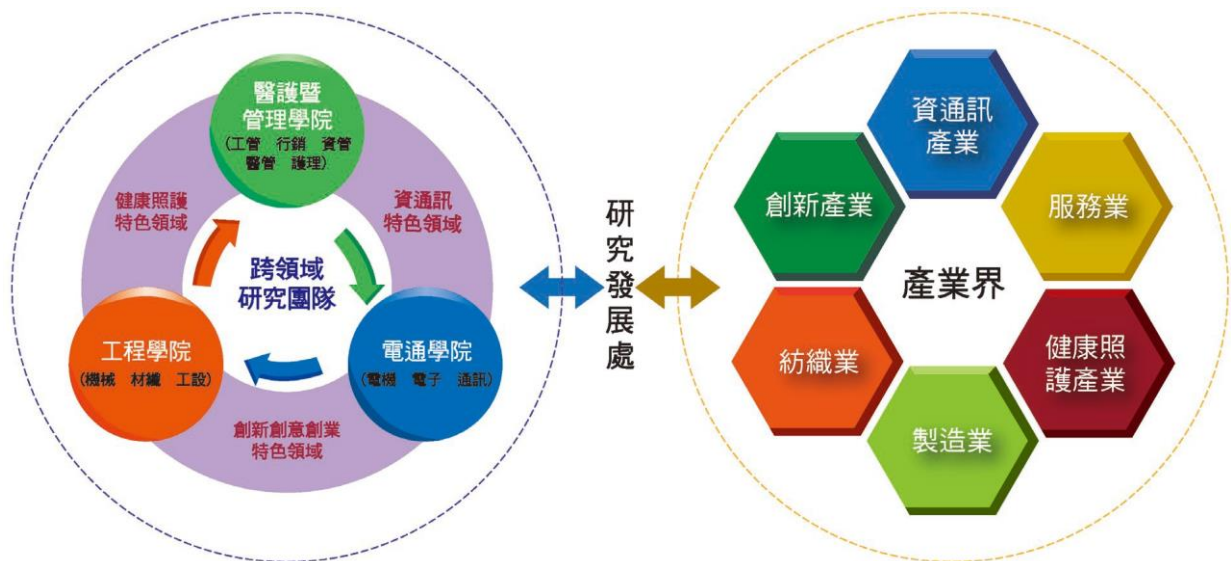 醫護暨
管理學院
(工管 行銷 資管
醫管 護理)
健康照護
特色領域
資通訊
特色領域
跨領域
研究團隊
工程學院
(機械 材織 工設)
電通學院
(電機 電子 通訊)
創新創意創業
特色領域
研究發展處
資通訊
產業
創新產業
服務業
產業界
紡織業
健康照
護產業
製造業